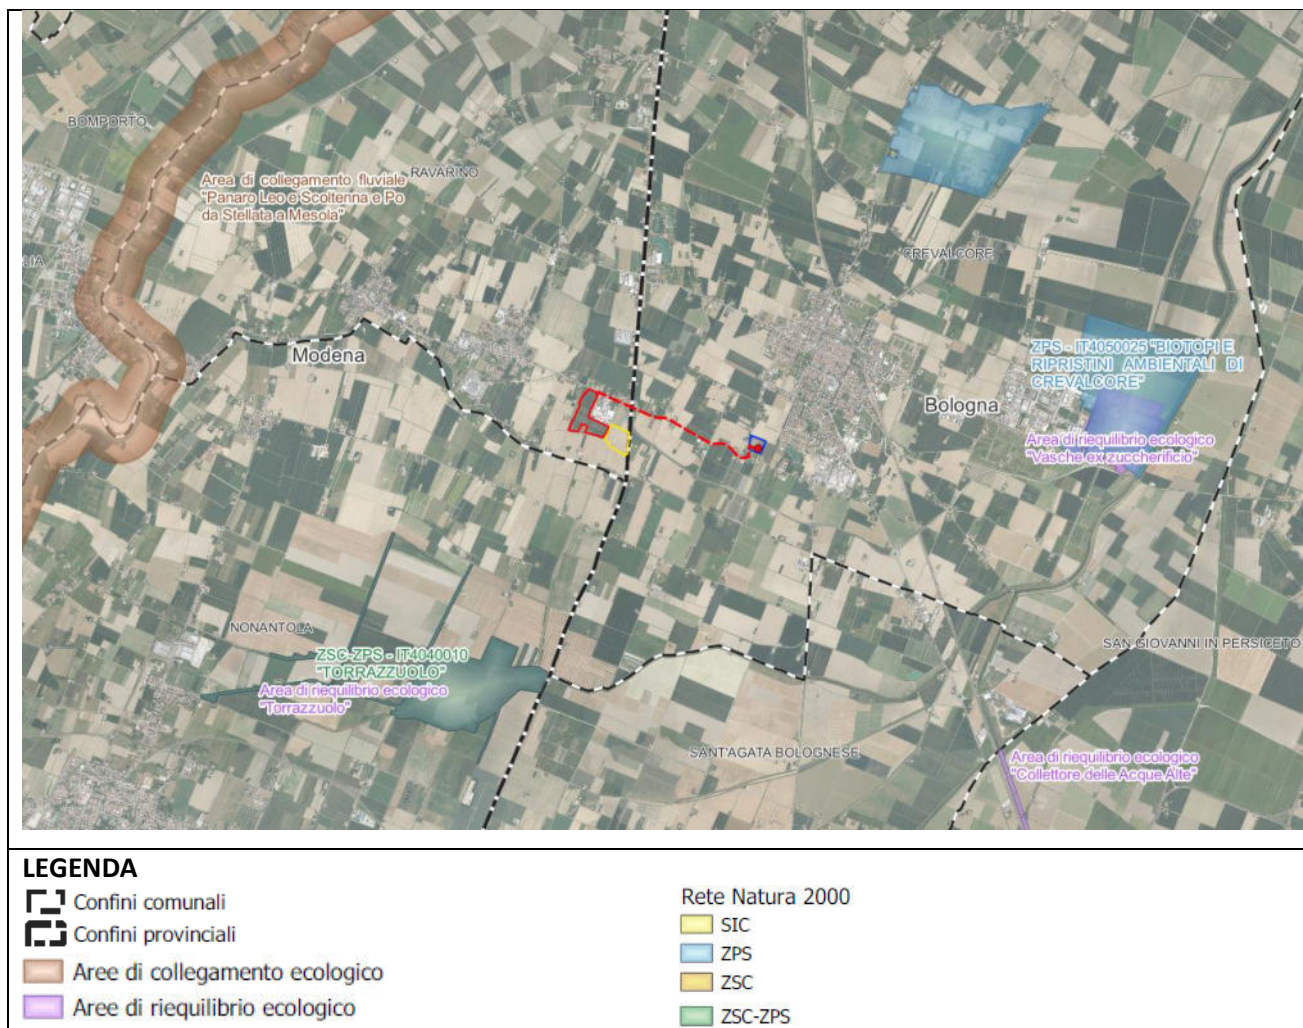 BOMPORTO
Area di collegamento fluviale
"Panaro Leo e Scoltenna e Po
da Stellata a Mesola"
RAVARINO
CREVALCORE
LIA
Modena
ZPS - IT4050025 "BIOTOPI E
RIPRISTINI AMBIENTALI DI
CREVALCORE"
Bologna
Area di riequilibrio ecologico
"Vasche ex zuccherificio"
NONANTOLA
ZSC-ZPS - IT4040010
"TORRAZZUOLO"
Area di riequilibrio ecologico
"Torrazzuolo"
SAN GIOVANNI IN PERSICETO
SANT'AGATA BOLOGNESE
Area di riequilibrio ecologico
"Collettore delle Acque Alte"
LEGENDA
Confini comunali
Confini provinciali
Aree di collegamento ecologico
Aree di riequilibrio ecologico
Rete Natura 2000
SIC
ZPS
ZSC
ZSC-ZPS